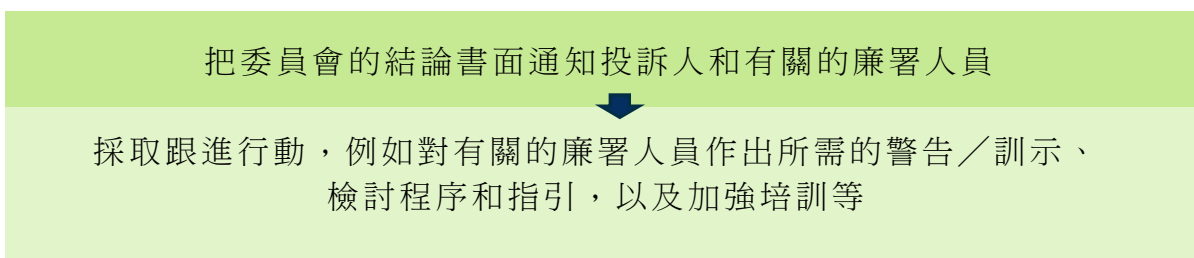 把委員會的結論書面通知投訴人和有關的廉署人員
採取跟進行動，例如對有關的廉署人員作出所需的警告／訓示、
檢討程序和指引，以及加強培訓等